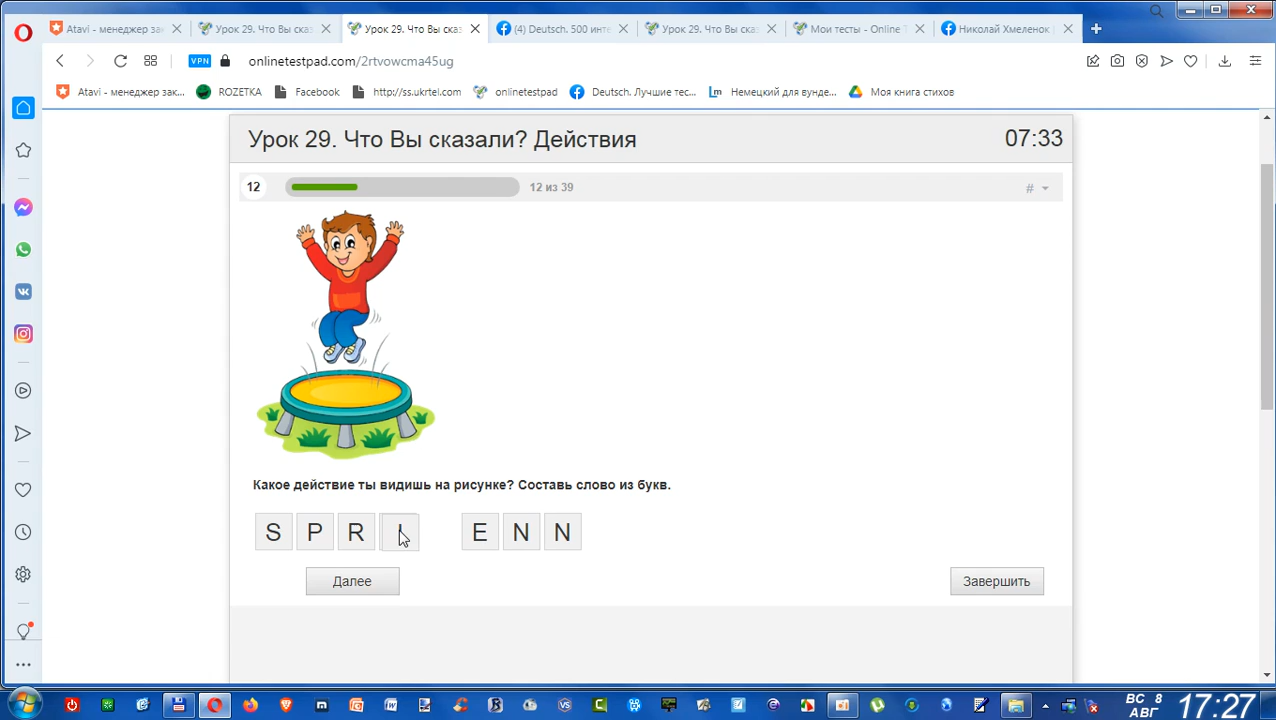 Atavi - менеджер зак
Урок 29. Что Вы сказ
Урок 29. Что Вы сказ
(4) Deutsch. 500 инте
Урок 29. Что Вы сказ
Мои тесты - Online T
Николай Хмеленок
VPN
onlinetestpad.com/2rtvowcma45ug
Atavi - менеджер зак...
ROZETKA
Facebook
http://ss.ukrtei.com
onlinetestpad
Deutsch. Лучшие тес...
Lm Немецкий для вунде...
Моя книга стихов
Урок 29. Что Вы сказали? Действия
07:33
12
12 из 39
#
Какое действие ты видишь на рисунке? Составь слово из букв.
S P R I E N N
Далее
Завершить
ВС 8
АВГ
17:27